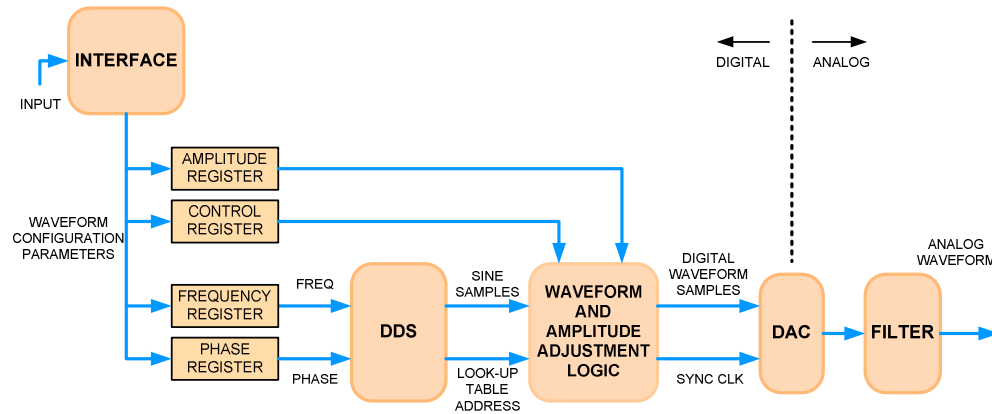 INTERFACE
INPUT
DIGITAL
ANALOG
AMPLITUDE
REGISTER
CONTROL
REGISTER
WAVEFORM
CONFIGURATION
PARAMETERS
FREQUENCY
REGISTER
PHASE
REGISTER
FREQ
PHASE
DDS
SINE
SAMPLES
LOOK-UP
TABLE
ADDRESS
WAVEFORM
AND
AMPLITUDE
ADJUSTMENT
LOGIC
DIGITAL
WAVEFORM
SAMPLES
SYNC CLK
DAC
FILTER
ANALOG
WAVEFORM